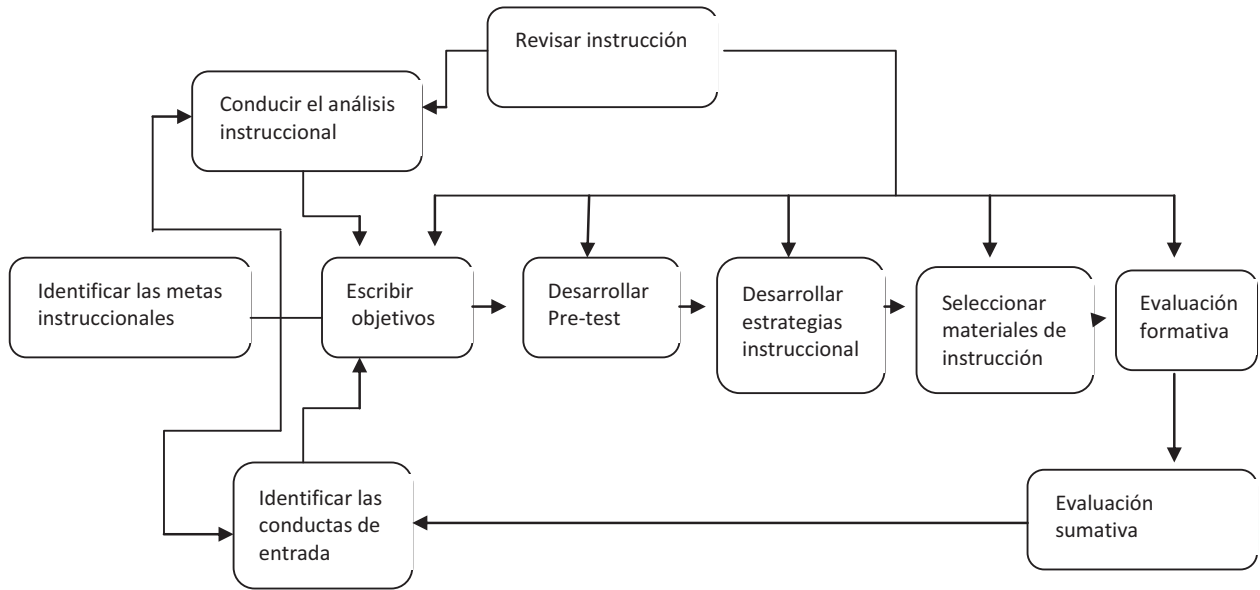 Revisar instrucción
Conducir el análisis
instruccional
Identificar las metas
instruccionales
Escribir
objetivos
Desarrollar
Pre-test
Desarrollar
estrategias
instruccional
Seleccionar
materiales de
instrucción
Evaluación
formativa
Identificar las
conductas de
entrada
Evaluación
sumativa